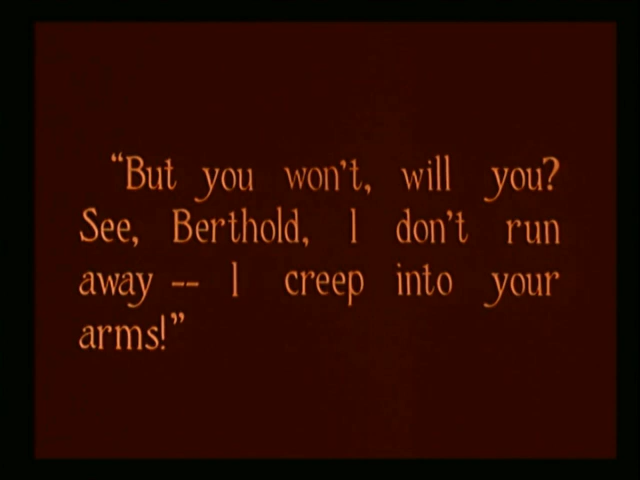 “But you won't, will you?
See, Berthold, I don't run
away -- I creep into your
arms!”